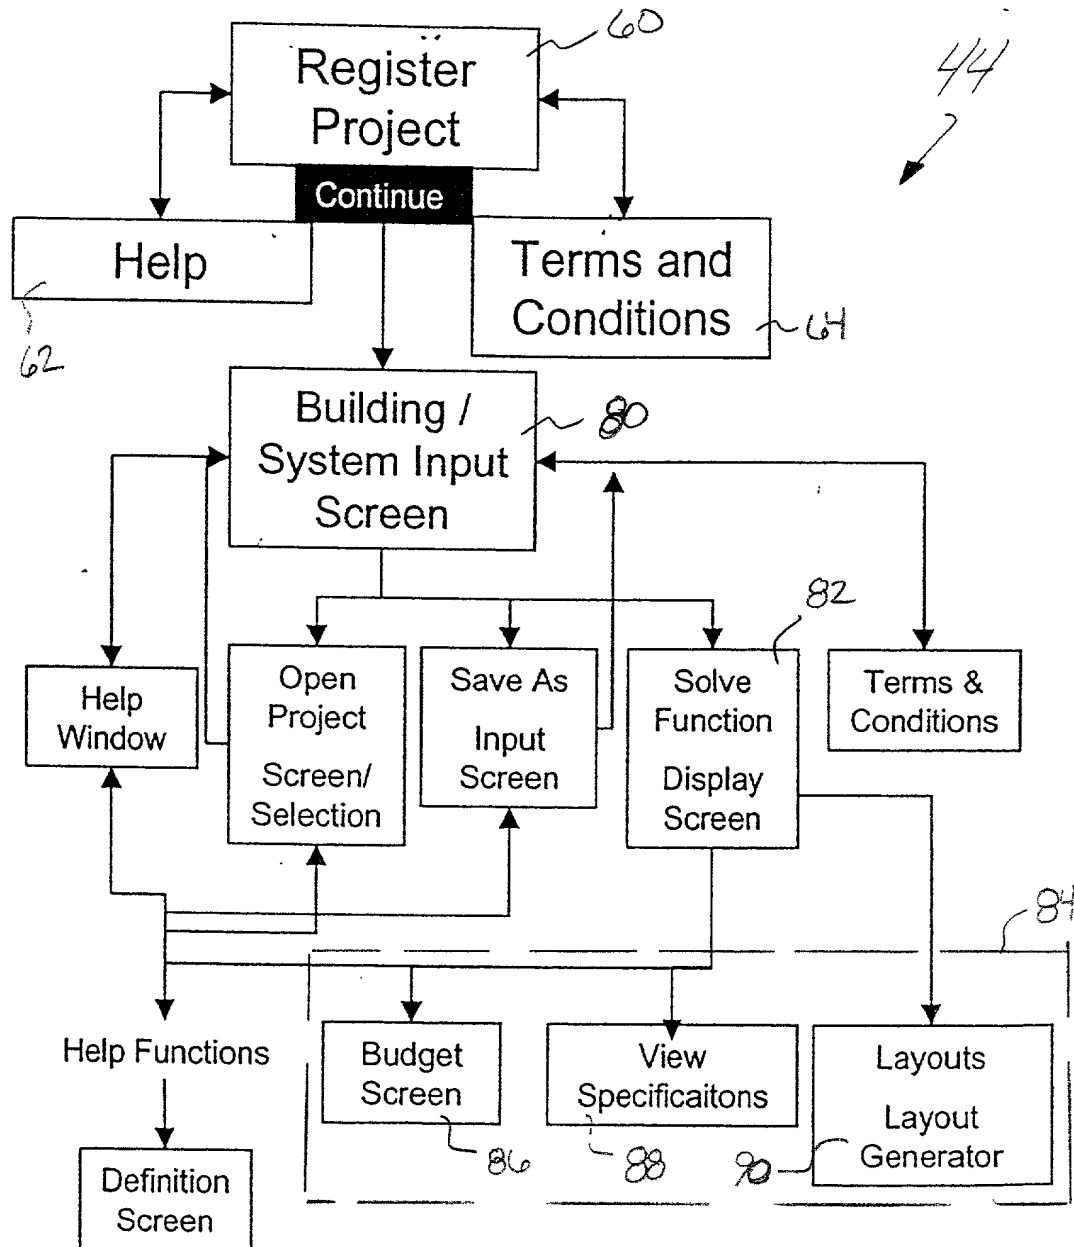 60
Register
Project
44
Continue
Help
Terms and
Conditions
64
62
Building /
System Input
Screen
80
82
Help
Window
Open
Project
Screen/
Selection
Save As
Input
Screen
Solve
Function
Display
Screen
Terms &
Conditions
84
Help Functions
Budget
Screen
View
Specificaitons
Layouts
Layout
Generator
86
88
90
Definition
Screen